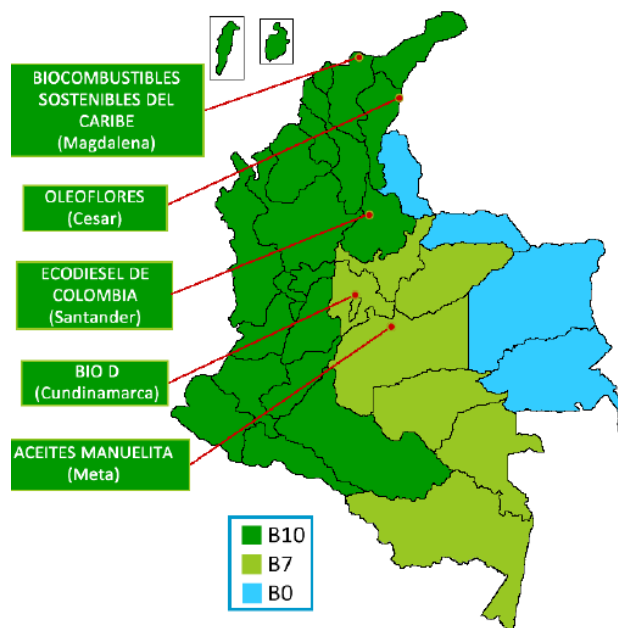 BIOCOMBUSTIBLES
SOSTENIBLES DEL
CARIBE
(Magdalena)
OLEOFLORES
(Cesar)
ECODIESEL DE
COLOMBIA
(Santander)
BIO D
(Cundinamarca)
ACEITES MANUELITA
(Meta)
B10
B7
B0